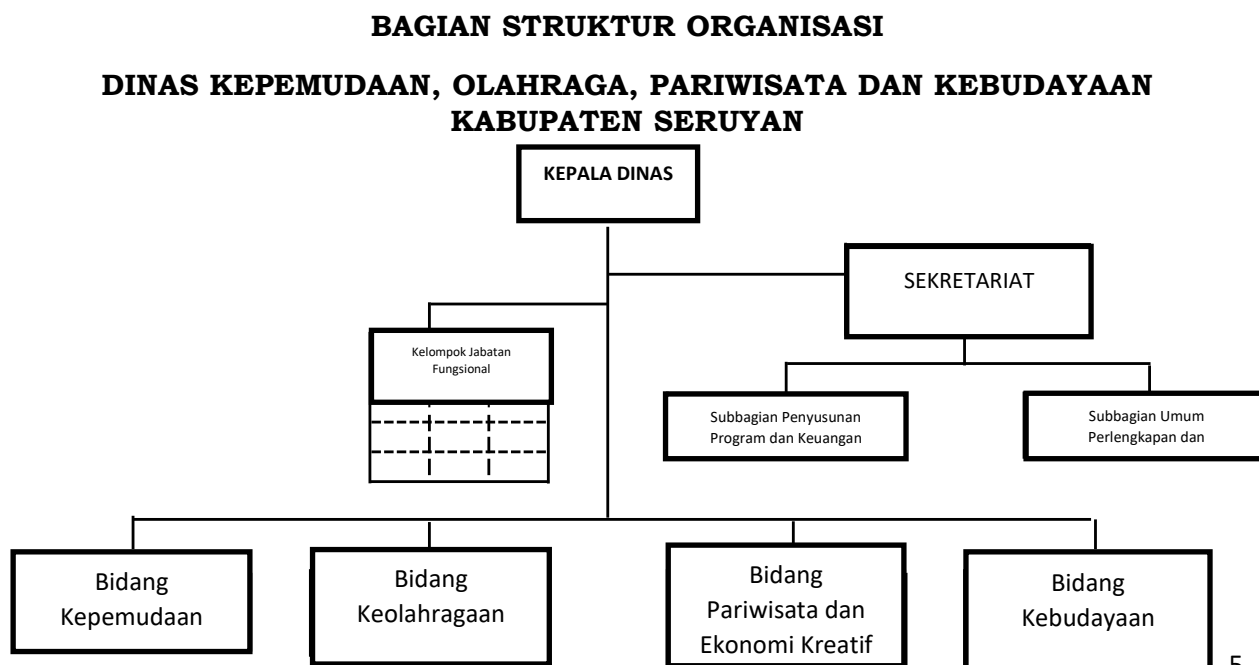 BAGIAN STRUKTUR ORGANISASI
DINAS KEPEMUDAAN, OLAHRAGA, PARIWISATA DAN KEBUDAYAAN
KABUPATEN SERUYAN
KEPALA DINAS
SEKRETARIAT
Kelompok Jabatan
Fungsional
Subbagian Penyusunan
Program dan Keuangan
Subbagian Umum
Perlengkapan dan
Bidang
Kepemudaan
Bidang
Keolahragaan
Bidang
Pariwisata dan
Ekonomi Kreatif
Bidang
Kebudayaan